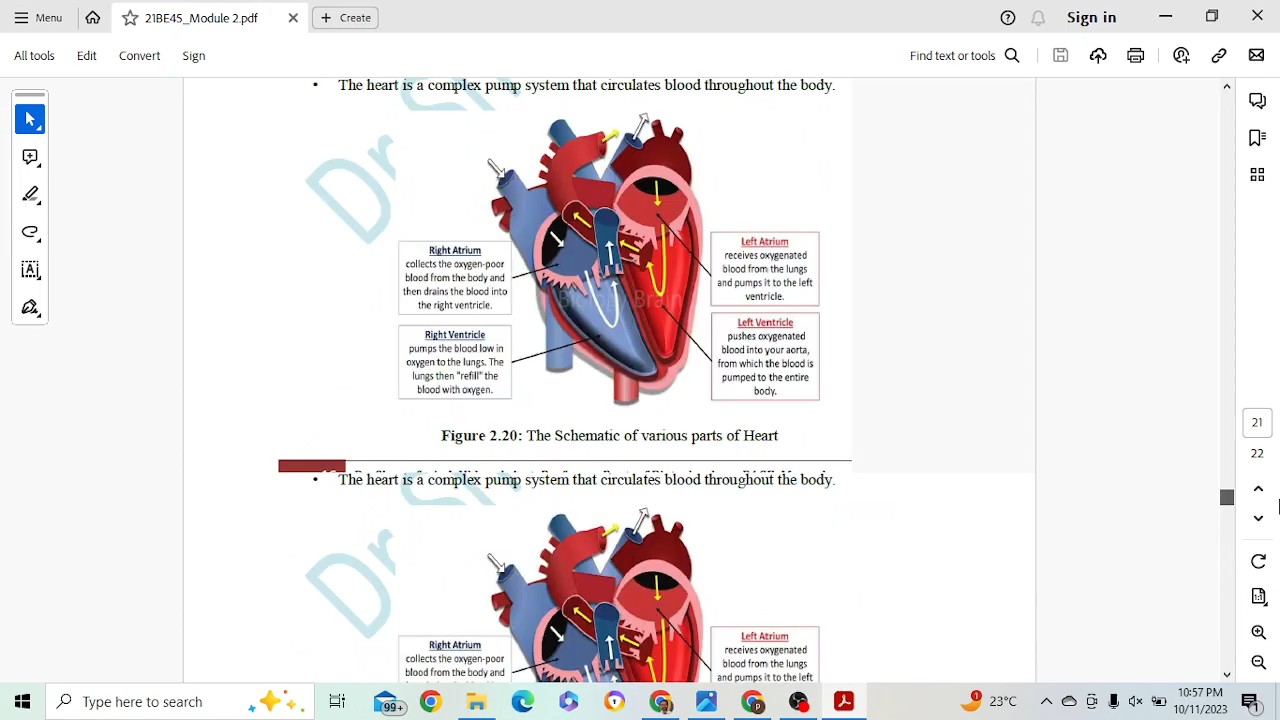 Menu
21BE45_Module 2.pdf
Create
Sign in
All tools
Edit
Convert
Sign
Find text or tools
• The heart is a complex pump system that circulates blood throughout the body.
Right Atrium
collects the oxygen-poor
blood from the body and
then drains the blood into
the right ventricle.
Right Ventricle
pumps the blood low in
oxygen to the lungs. The
lungs then "refill" the
blood with oxygen.
Left Atrium
receives oxygenated
blood from the lungs
and pumps it to the left
ventricle.
Left Ventricle
pushes oxygenated
blood into your aorta,
from which the blood is
pumped to the entire
body.
Brain
Figure 2.20: The Schematic of various parts of Heart
• The heart is a complex pump system that circulates blood throughout the body.
Right Atrium
collects the oxygen-poor
blood from the body and
Left Atrium
receives oxygenated
blood from the lungs
and pumps it to the left
21
22
Type here to search
99+
23°C
10:57 PM
10/11/2023